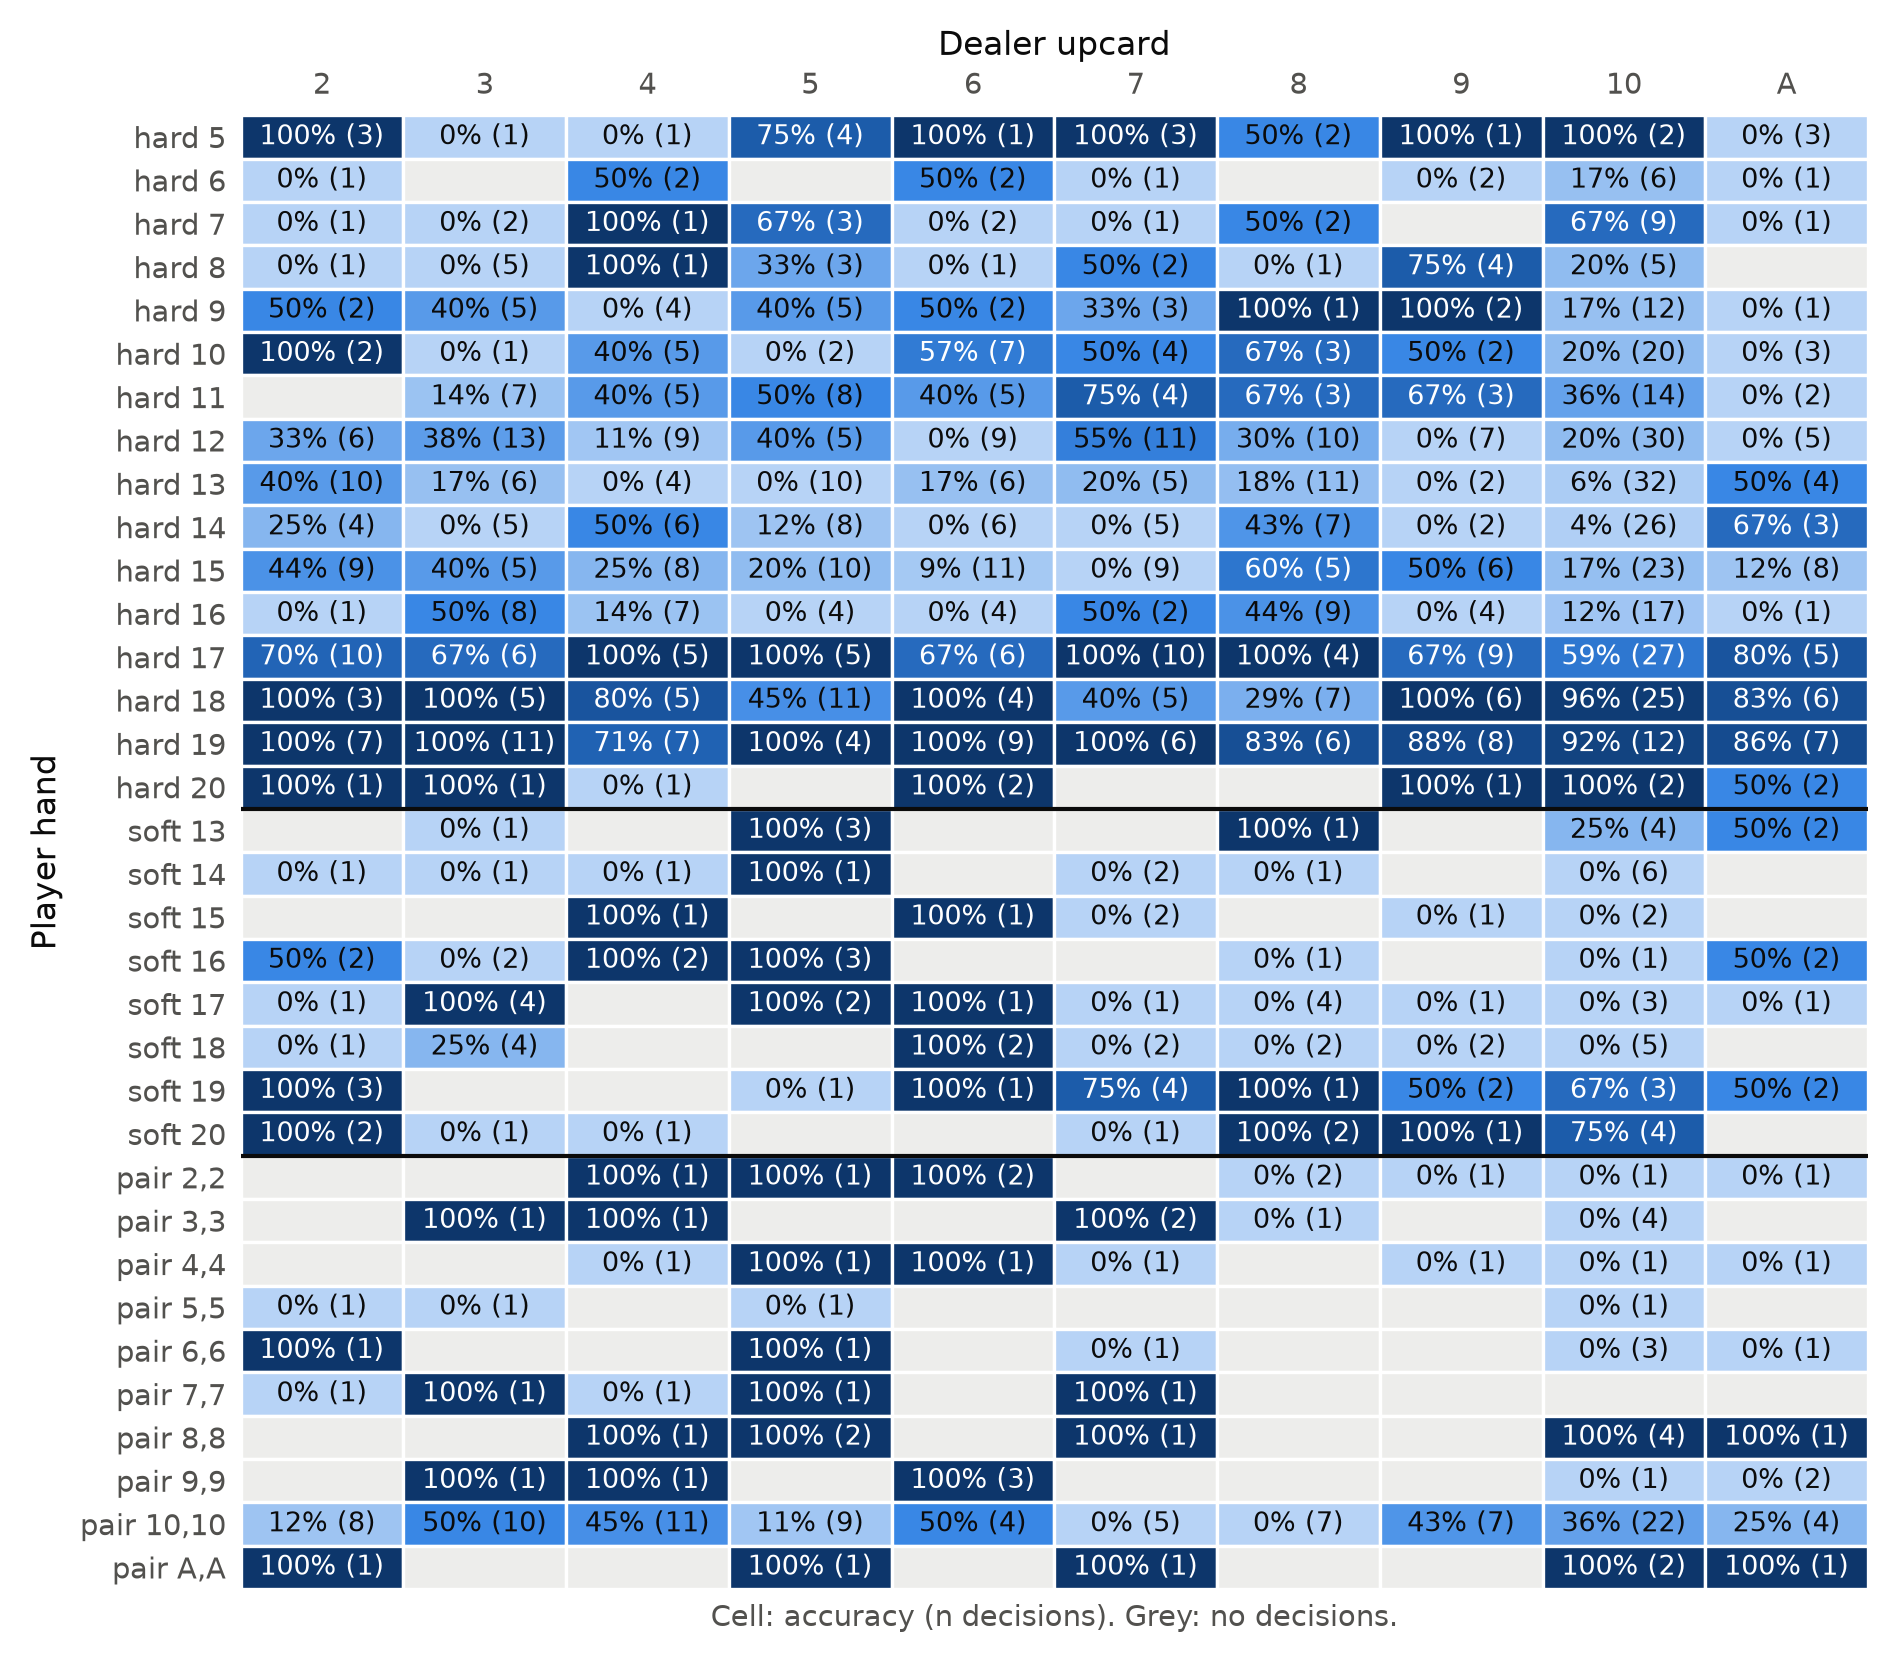 Dealer upcard
2 3 4 5 6 7 8 9 10 A
hard 5 100% (3) 0% (1) 0% (1) 75% (4) 100% (1) 100% (3) 50% (2) 100% (1) 100% (2) 0% (3)
hard 6 0% (1) 50% (2) 50% (2) 0% (1) 0% (2) 17% (6) 0% (1)
hard 7 0% (1) 0% (2) 100% (1) 67% (3) 0% (2) 0% (1) 50% (2) 67% (9) 0% (1)
hard 8 0% (1) 0% (5) 100% (1) 33% (3) 0% (1) 50% (2) 0% (1) 75% (4) 20% (5)
hard 9 50% (2) 40% (5) 0% (4) 40% (5) 50% (2) 33% (3) 100% (1) 100% (2) 17% (12) 0% (1)
hard 10 100% (2) 0% (1) 40% (5) 0% (2) 57% (7) 50% (4) 67% (3) 50% (2) 20% (20) 0% (3)
hard 11 14% (7) 40% (5) 50% (8) 40% (5) 75% (4) 67% (3) 67% (3) 36% (14) 0% (2)
hard 12 33% (6) 38% (13) 11% (9) 40% (5) 0% (9) 55% (11) 30% (10) 0% (7) 20% (30) 0% (5)
hard 13 40% (10) 17% (6) 0% (4) 0% (10) 17% (6) 20% (5) 18% (11) 0% (2) 6% (32) 50% (4)
hard 14 25% (4) 0% (5) 50% (6) 12% (8) 0% (6) 0% (5) 43% (7) 0% (2) 4% (26) 67% (3)
hard 15 44% (9) 40% (5) 25% (8) 20% (10) 9% (11) 0% (9) 60% (5) 50% (6) 17% (23) 12% (8)
hard 16 0% (1) 50% (8) 14% (7) 0% (4) 0% (4) 50% (2) 44% (9) 0% (4) 12% (17) 0% (1)
hard 17 70% (10) 67% (6) 100% (5) 100% (5) 67% (6) 100% (10) 100% (4) 67% (9) 59% (27) 80% (5)
hard 18 100% (3) 100% (5) 80% (5) 45% (11) 100% (4) 40% (5) 29% (7) 100% (6) 96% (25) 83% (6)
hard 19 100% (7) 100% (11) 71% (7) 100% (4) 100% (9) 100% (6) 83% (6) 88% (8) 92% (12) 86% (7)
hard 20 100% (1) 100% (1) 0% (1) 100% (2) 100% (1) 100% (2) 50% (2)
soft 13 0% (1) 100% (3) 100% (1) 25% (4) 50% (2)
soft 14 0% (1) 0% (1) 0% (1) 100% (1) 0% (2) 0% (1) 0% (6)
soft 15 100% (1) 100% (1) 0% (2) 0% (1) 0% (2)
soft 16 50% (2) 0% (2) 100% (2) 100% (3) 0% (1) 0% (1) 50% (2)
soft 17 0% (1) 100% (4) 100% (2) 100% (1) 0% (1) 0% (4) 0% (1) 0% (3) 0% (1)
soft 18 0% (1) 25% (4) 100% (2) 0% (2) 0% (2) 0% (2) 0% (5)
soft 19 100% (3) 0% (1) 100% (1) 75% (4) 100% (1) 50% (2) 67% (3) 50% (2)
soft 20 100% (2) 0% (1) 0% (1) 0% (1) 100% (2) 100% (1) 75% (4)
pair 2,2 100% (1) 100% (1) 100% (2) 0% (2) 0% (1) 0% (1) 0% (1)
pair 3,3 100% (1) 100% (1) 100% (2) 0% (1) 0% (4)
pair 4,4 0% (1) 100% (1) 100% (1) 0% (1) 0% (1) 0% (1) 0% (1)
pair 5,5 0% (1) 0% (1) 0% (1) 0% (1)
pair 6,6 100% (1) 100% (1) 0% (1) 0% (3) 0% (1)
pair 7,7 0% (1) 100% (1) 0% (1) 100% (1) 100% (1)
pair 8,8 100% (1) 100% (2) 100% (1) 100% (4) 100% (1)
pair 9,9 100% (1) 100% (1) 100% (3) 0% (1) 0% (2)
pair 10,10 12% (8) 50% (10) 45% (11) 11% (9) 50% (4) 0% (5) 0% (7) 43% (7) 36% (22) 25% (4)
pair A,A 100% (1) 100% (1) 100% (1) 100% (2) 100% (1)
Player hand
Cell: accuracy (n decisions). Grey: no decisions.